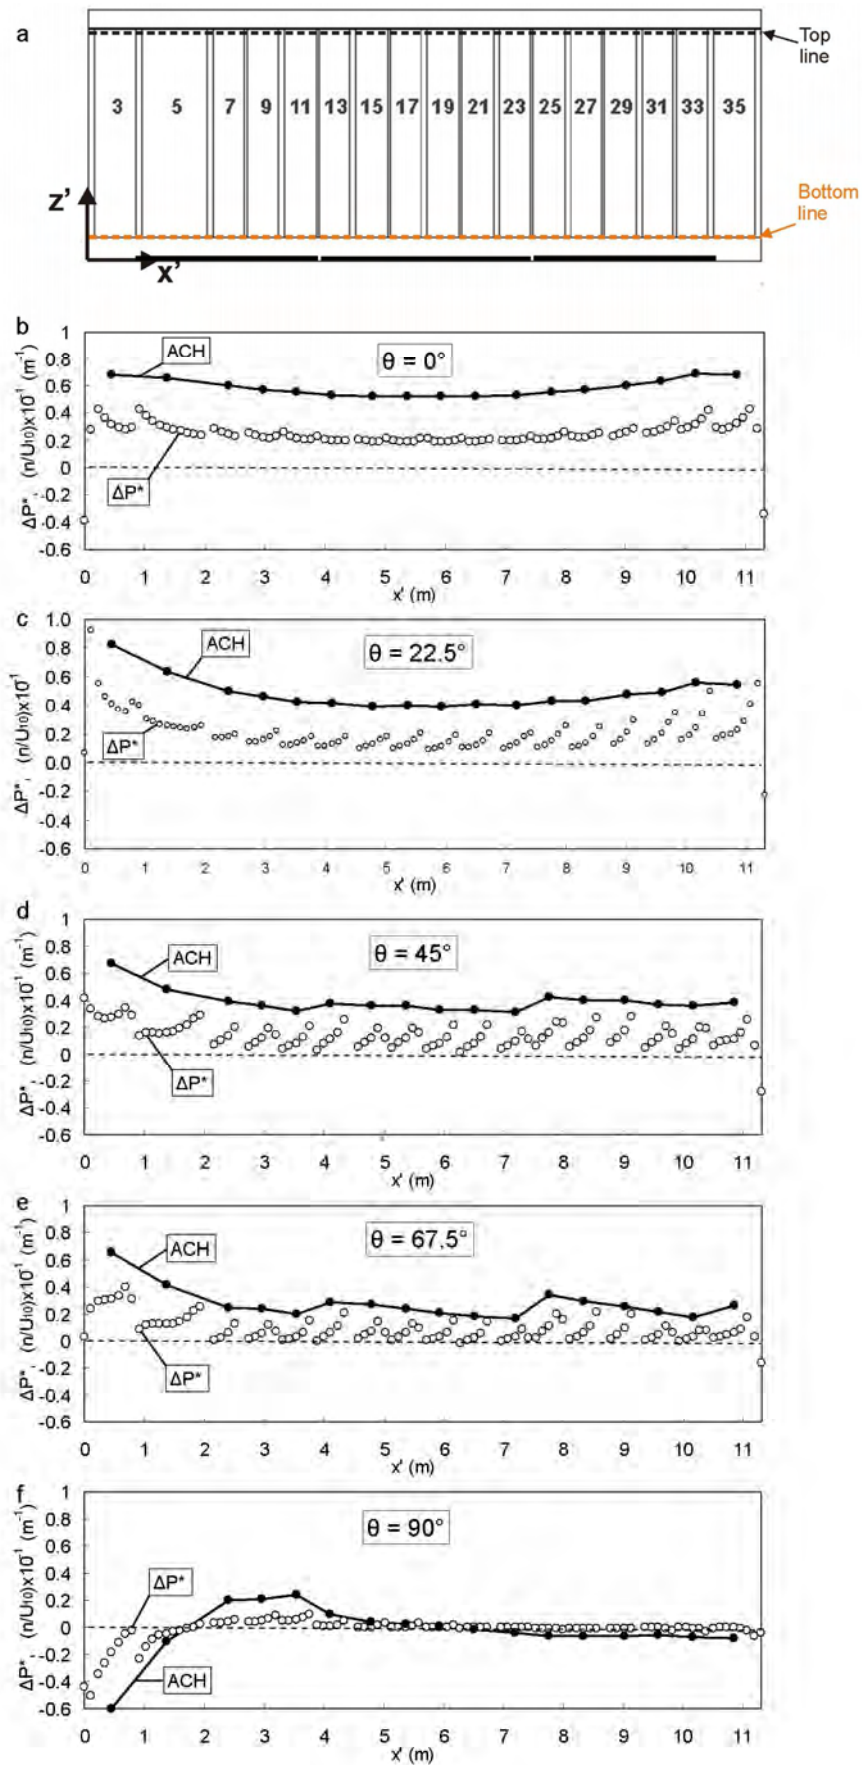 a
Top
line
3 5 7 9 11 13 15 17 19 21 23 25 27 29 31 33 35
Z'
Bottom
line
X'
b
ΔP*, (n/U₁₀)x10⁻¹ (m⁻¹)
1
0.8
0.6
0.4
0.2
0
-0.2
-0.4
-0.6
ACH
θ = 0°
ΔP*
0 1 2 3 4 5 6 7 8 9 10 11
x' (m)
c
ΔP*, (n/U₁₀)x10⁻¹
1.0
0.8
0.6
0.4
0.2
0.0
-0.2
-0.4
-0.6
ACH
θ = 22.5°
ΔP*
0 1 2 3 4 5 6 7 8 9 10 11
x' (m)
d
ΔP*, (n/U₁₀)x10⁻¹ (m⁻¹)
1
0.8
0.6
0.4
0.2
0
-0.2
-0.4
-0.6
ACH
θ = 45°
ΔP*
0 1 2 3 4 5 6 7 8 9 10 11
x' (m)
e
ΔP*, (n/U₁₀)x10⁻¹ (m⁻¹)
1
0.8
0.6
0.4
0.2
0
-0.2
-0.4
-0.6
ACH
θ = 67.5°
ΔP*
0 1 2 3 4 5 6 7 8 9 10 11
x' (m)
f
ΔP*, (n/U₁₀)x10⁻¹ (m⁻¹)
1
0.8
0.6
0.4
0.2
0
-0.2
-0.4
-0.6
θ = 90°
ΔP*
ACH
0 1 2 3 4 5 6 7 8 9 10 11
x' (m)